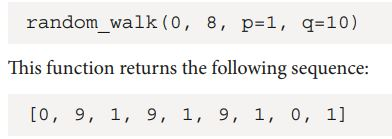 random_walk(0, 8, p=1, q=10)
This function returns the following sequence:
[0, 9, 1, 9, 1, 9, 1, 0, 1]